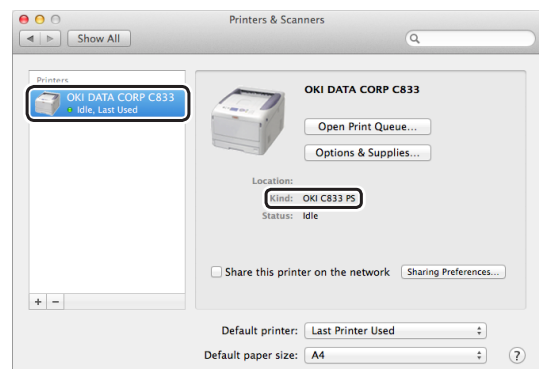 Printers & Scanners
Show All
Printers
OKI DATA CORP C833
Idle, Last Used
+ −
OKI DATA CORP C833
Open Print Queue...
Options & Supplies...
Location:
Kind: OKI C833 PS
Status: Idle
Share this printer on the network Sharing Preferences...
Default printer: Last Printer Used
Default paper size: A4 ?